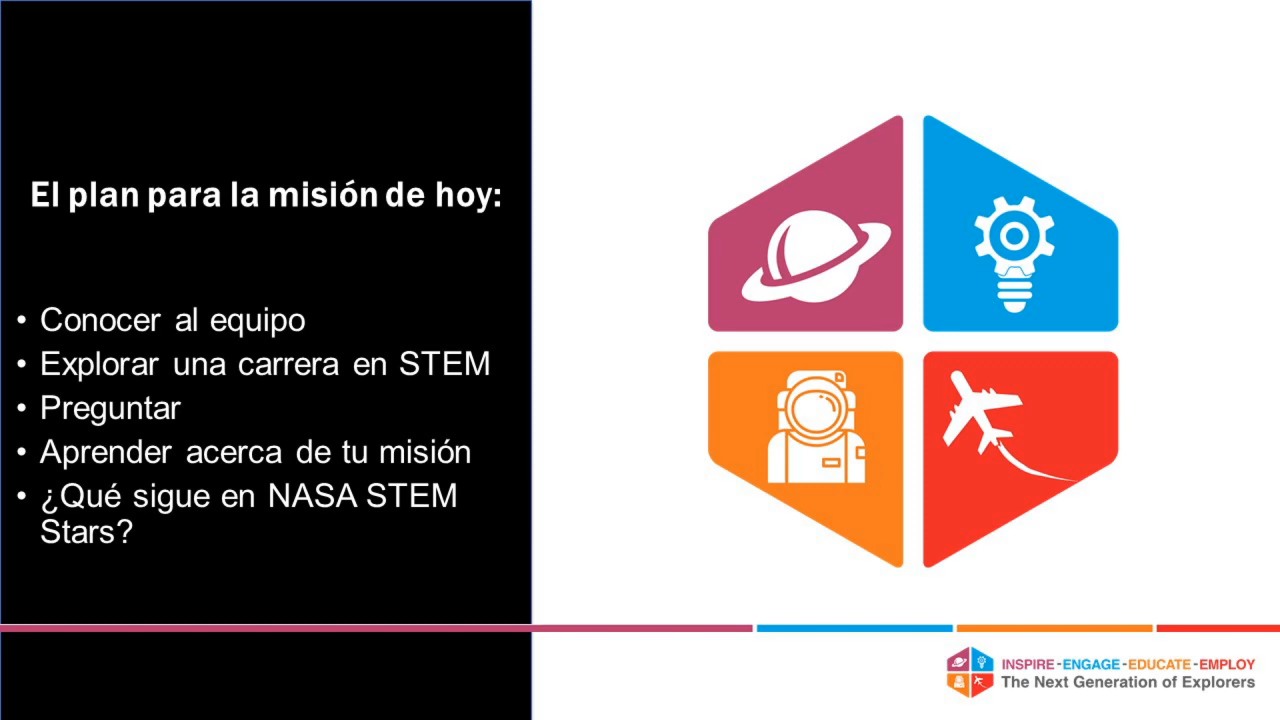 El plan para la misión de hoy:
• Conocer al equipo
• Explorar una carrera en STEM
• Preguntar
• Aprender acerca de tu misión
• ¿Qué sigue en NASA STEM
Stars?
INSPIRE - ENGAGE - EDUCATE - EMPLOY
The Next Generation of Explorers